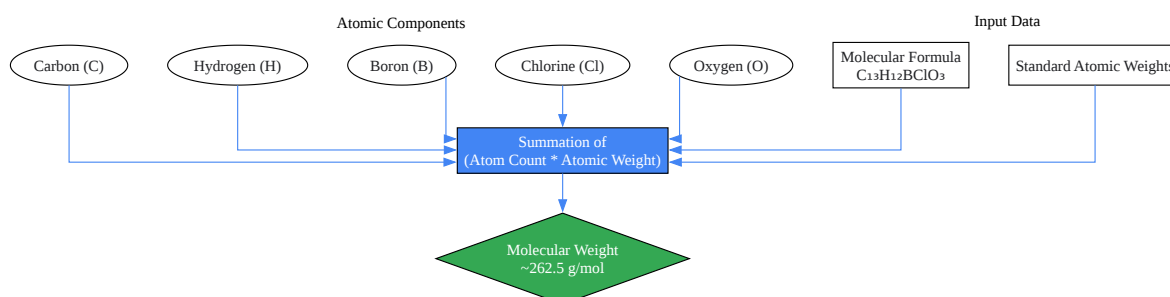 Atomic Components
Input Data
Carbon (C)
Hydrogen (H)
Boron (B)
Chlorine (Cl)
Oxygen (O)
Molecular Formula
C₁₃H₁₂BClO₃
Standard Atomic Weights
Summation of
(Atom Count * Atomic Weight)
Molecular Weight
~262.5 g/mol